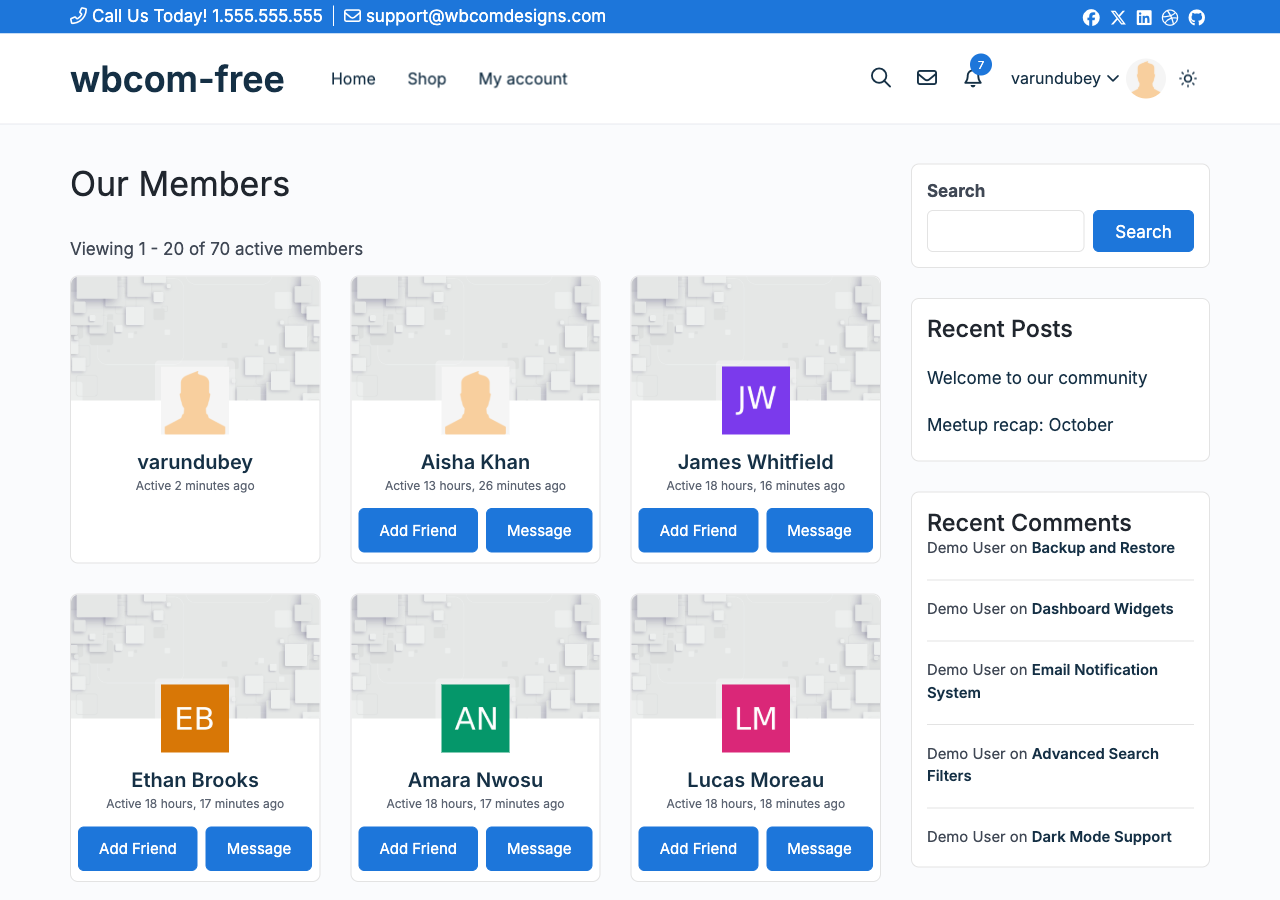 Call Us Today! 1.555.555.555
support@wbcomdesigns.com
wbcom-free
Home
Shop
My account
7
varundubey
Our Members
Viewing 1 - 20 of 70 active members
varundubey
Active 2 minutes ago
Aisha Khan
Active 13 hours, 26 minutes ago
Add Friend
Message
JW
James Whitfield
Active 18 hours, 16 minutes ago
Add Friend
Message
EB
Ethan Brooks
Active 18 hours, 17 minutes ago
Add Friend
Message
AN
Amara Nwosu
Active 18 hours, 17 minutes ago
Add Friend
Message
LM
Lucas Moreau
Active 18 hours, 18 minutes ago
Add Friend
Message
Search
Search
Recent Posts
Welcome to our community
Meetup recap: October
Recent Comments
Demo User on Backup and Restore
Demo User on Dashboard Widgets
Demo User on Email Notification
System
Demo User on Advanced Search
Filters
Demo User on Dark Mode Support